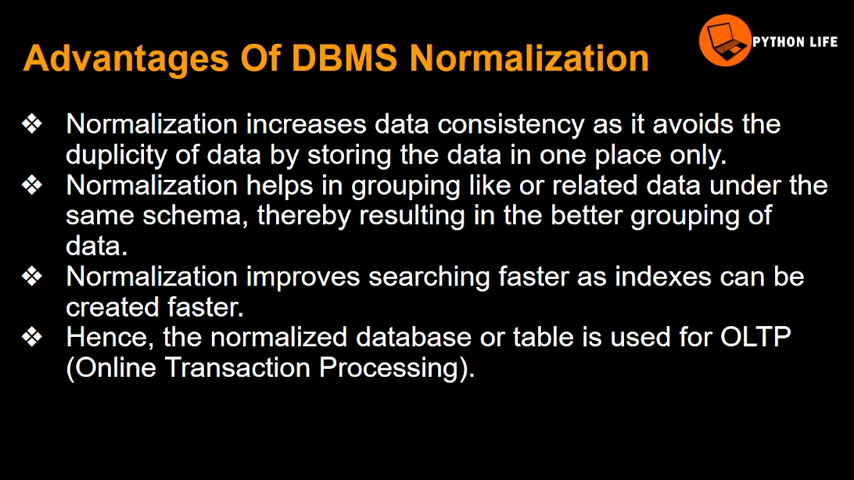 PYTHON LIFE
Advantages Of DBMS Normalization
❖ Normalization increases data consistency as it avoids the
duplicity of data by storing the data in one place only.
❖ Normalization helps in grouping like or related data under the
same schema, thereby resulting in the better grouping of
data.
❖ Normalization improves searching faster as indexes can be
created faster.
❖ Hence, the normalized database or table is used for OLTP
(Online Transaction Processing).